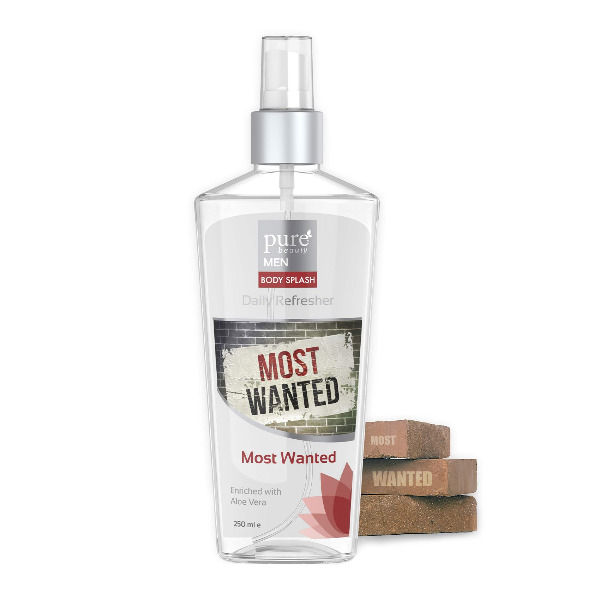 pure
beauty
MEN
BODY SPLASH
Daily Refresher
MOST
WANTED
Most Wanted
Enriched with
Aloe Vera
250 ml e
MOST
WANTED